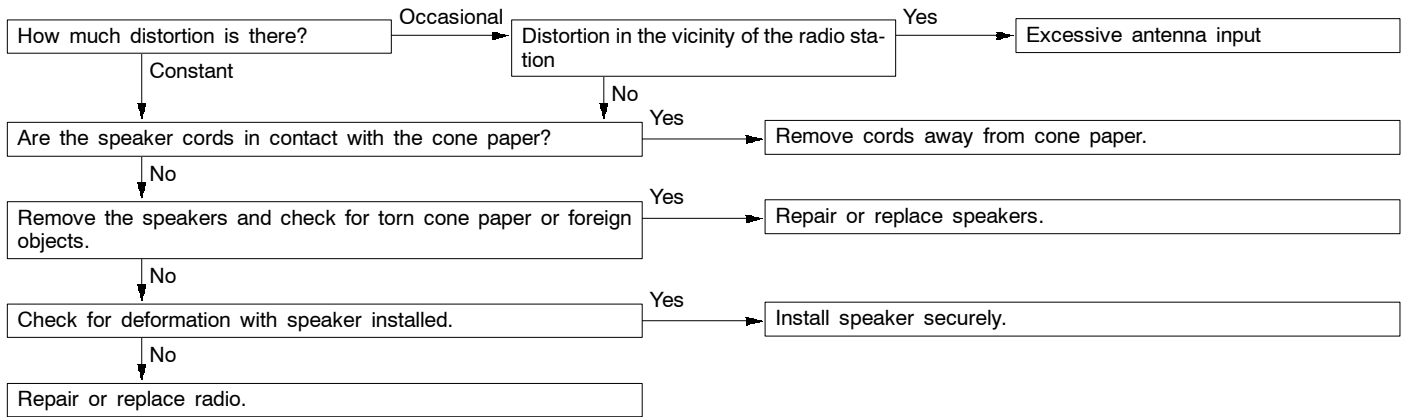 How much distortion is there?
Occasional
Distortion in the vicinity of the radio sta-
tion
Yes
Excessive antenna input
Constant
No
Are the speaker cords in contact with the cone paper?
Yes
Remove cords away from cone paper.
No
Remove the speakers and check for torn cone paper or foreign
objects.
Yes
Repair or replace speakers.
No
Check for deformation with speaker installed.
Yes
Install speaker securely.
No
Repair or replace radio.